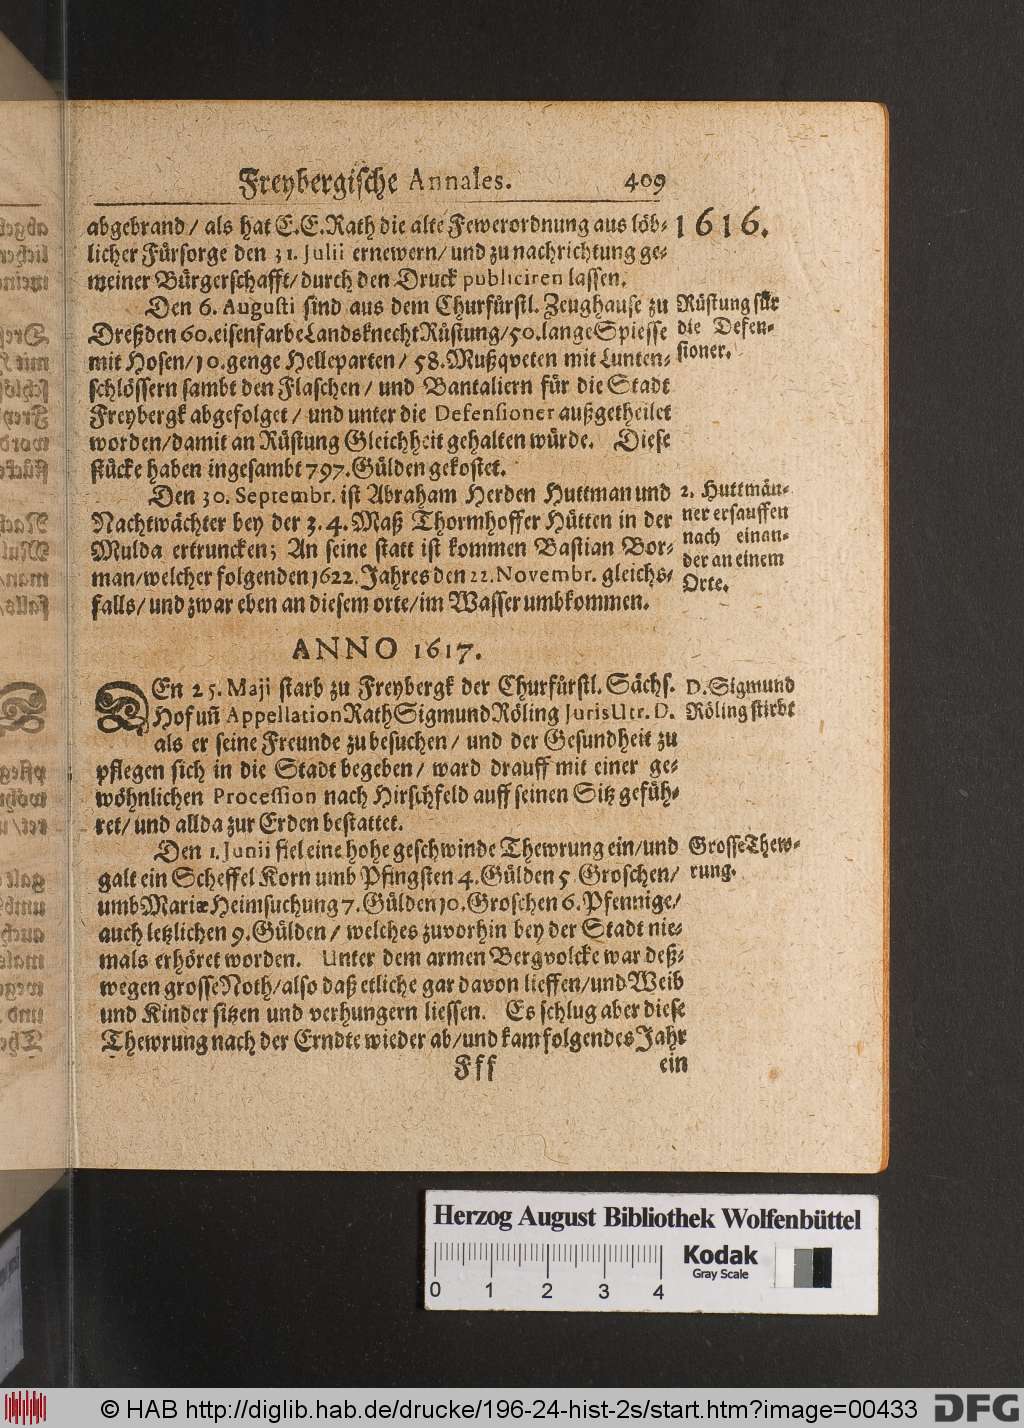 Freybergische Annales. 409
1616.
abgebrand/ als hat E.E.Rath die alte Fewerordnung aus löb-
licher Fürsorge den 31. Julii ernewern/ und zu nachrichtung ge-
meiner Bürgerschafft/ durch den Druck publiciren lassen.
Den 6. Augusti sind aus dem Churfürstl. Zeughause zu
Dreßden 60. eisenfarbe LandsknechtRüstung/ 50. lange Spiesse
mit Hosen/ 10. genge Helleparten/ 58. Mußqveten mit Lunten-
schlössern sambt den Flaschen/ und Bantaliern für die Stadt
Freybergk abgefolget/ und unter die Defensioner außgetheilet
worden/ damit an Rüstung Gleichheit gehalten würde. Diese
stücke haben ingesambt 797. Gülden gekostet.
Rüstung für
die Defen-
sioner.
Den 30. Septembr. ist Abraham Herden Huttman und
Nachtwächter bey der 3. 4. Maß Thormhoffer Hütten in der
Mulda ertruncken; An seine statt ist kommen Bastian Bor-
man/ welcher folgenden 1622. Jahres den 22. Novembr. gleichs-
falls/ und zwar eben an diesem orte/ im Wasser umbkommen.
2. Huttmän-
ner ersauffen
nach einan-
der an einem
Orte.
ANNO 1617.
DEn 25. Maji starb zu Freybergk der Churfürstl. Sächs.
Hof uñ Appellation Rath Sigmund Röling Juris Utr. D.
als er seine Freunde zu besuchen/ und der Gesundheit zu
pflegen sich in die Stadt begeben/ ward drauff mit einer ge-
wöhnlichen Procession nach Hirschfeld auff seinen Sitz gefüh-
ret/ und allda zur Erden bestattet.
D. Sigmund
Röling stirbt
Den 1. Junii fiel eine hohe geschwinde Thewrung ein/ und
galt ein Scheffel Korn umb Pfingsten 4. Gülden 5 Groschen/
umb Mariæ Heimsuchung 7. Gülden 10. Groschen 6. Pfennige/
auch letzlichen 9. Gülden/ welches zuvorhin bey der Stadt nie-
mals erhöret worden. Unter dem armen Bergvolcke war deß-
wegen grosse Noth/ also daß etliche gar davon lieffen/ und Weib
und Kinder sitzen und verhungern liessen. Es schlug aber diese
Thewrung nach der Erndte wieder ab/ und kam folgendes Jahr
Grosse Thew-
rung.
Fff ein
Herzog August Bibliothek Wolfenbüttel
Kodak
Gray Scale
0 1 2 3 4
© HAB http://diglib.hab.de/drucke/196-24-hist-2s/start.htm?image=00433
DFG